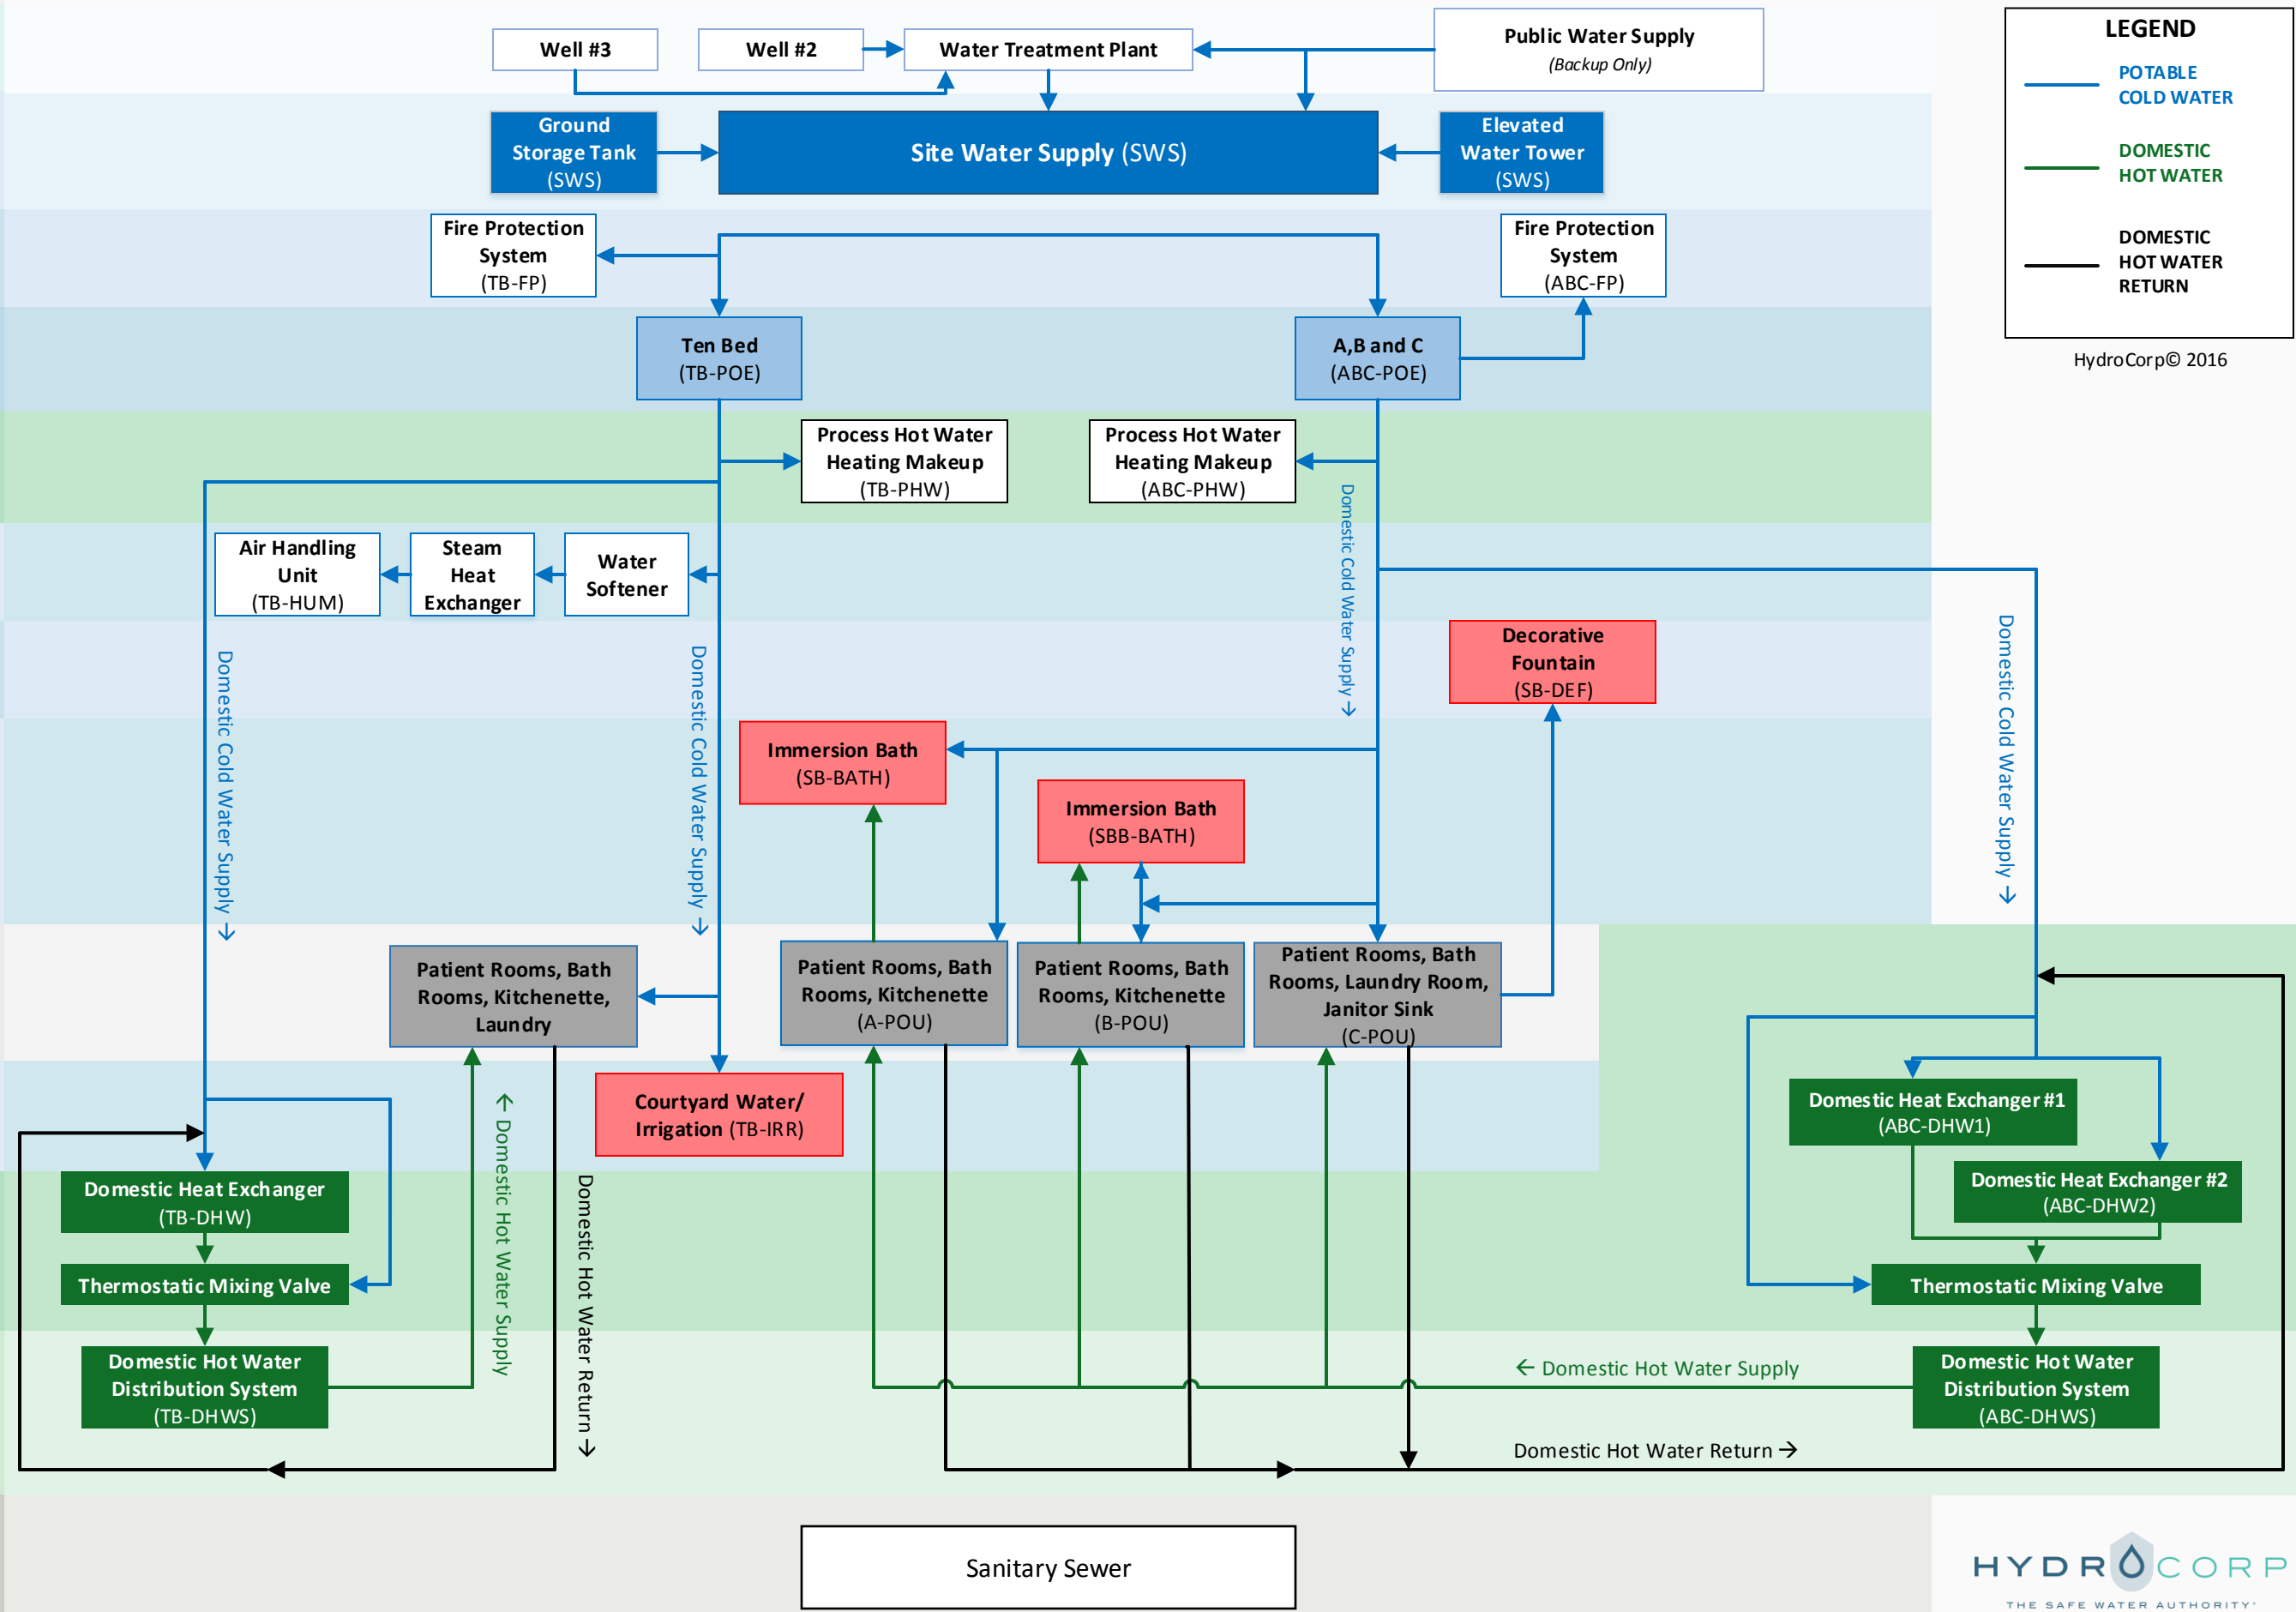 Well #3
Well #2
Water Treatment Plant
Public Water Supply
(Backup Only)
LEGEND
POTABLE
COLD WATER
DOMESTIC
HOT WATER
DOMESTIC
HOT WATER
RETURN
HydroCorp© 2016
Ground
Storage Tank
(SWS)
Site Water Supply (SWS)
Elevated
Water Tower
(SWS)
Fire Protection
System
(TB-FP)
Fire Protection
System
(ABC-FP)
Ten Bed
(TB-POE)
A,B and C
(ABC-POE)
Process Hot Water
Heating Makeup
(TB-PHW)
Process Hot Water
Heating Makeup
(ABC-PHW)
Air Handling
Unit
(TB-HUM)
Steam
Heat
Exchanger
Water
Softener
Domestic Cold Water Supply →
Domestic Cold Water Supply →
Domestic Cold Water Supply →
Domestic Cold Water Supply →
Decorative
Fountain
(SB-DEF)
Immersion Bath
(SB-BATH)
Immersion Bath
(SBB-BATH)
Patient Rooms, Bath
Rooms, Kitchenette,
Laundry
Patient Rooms, Bath
Rooms, Kitchenette
(A-POU)
Patient Rooms, Bath
Rooms, Kitchenette
(B-POU)
Patient Rooms, Bath
Rooms, Laundry Room,
Janitor Sink
(C-POU)
Courtyard Water/
Irrigation (TB-IRR)
Domestic Heat Exchanger
(TB-DHW)
Thermostatic Mixing Valve
Domestic Hot Water
Distribution System
(TB-DHWS)
← Domestic Hot Water Supply
Domestic Hot Water Return →
Domestic Heat Exchanger #1
(ABC-DHW1)
Domestic Heat Exchanger #2
(ABC-DHW2)
Thermostatic Mixing Valve
Domestic Hot Water
Distribution System
(ABC-DHWS)
← Domestic Hot Water Supply
Domestic Hot Water Return →
Sanitary Sewer
HYDROCORP
THE SAFE WATER AUTHORITY®